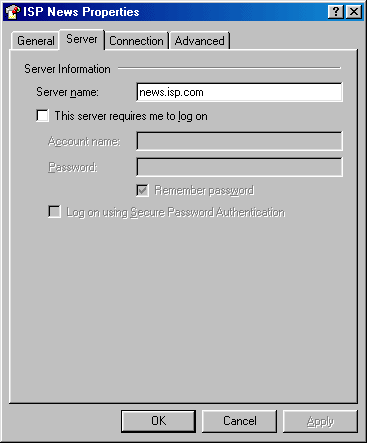 ISP News Properties
General Server Connection Advanced
Server Information
Server name: news.isp.com
This server requires me to log on
Account name:
Password:
Remember password
Log on using Secure Password Authentication
OK Cancel Apply